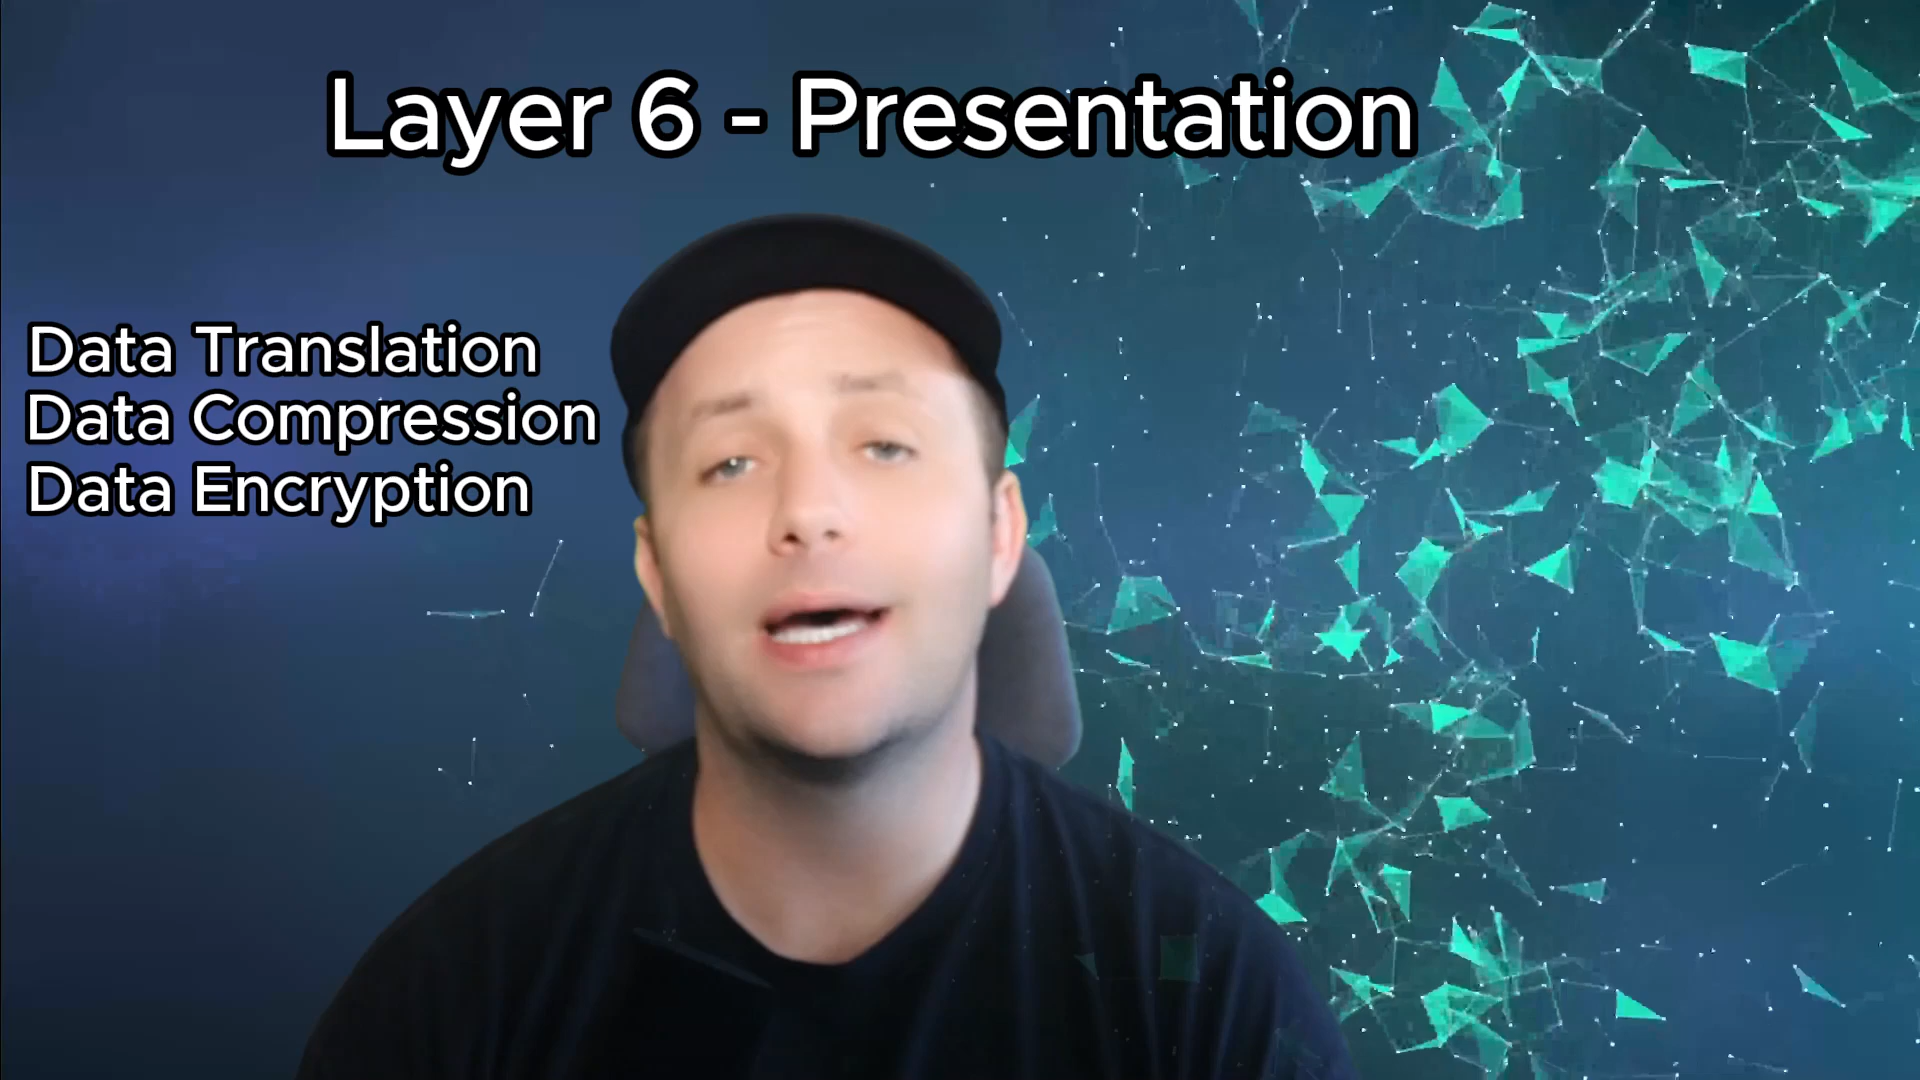 Layer 6 - Presentation
Data Translation
Data Compression
Data Encryption